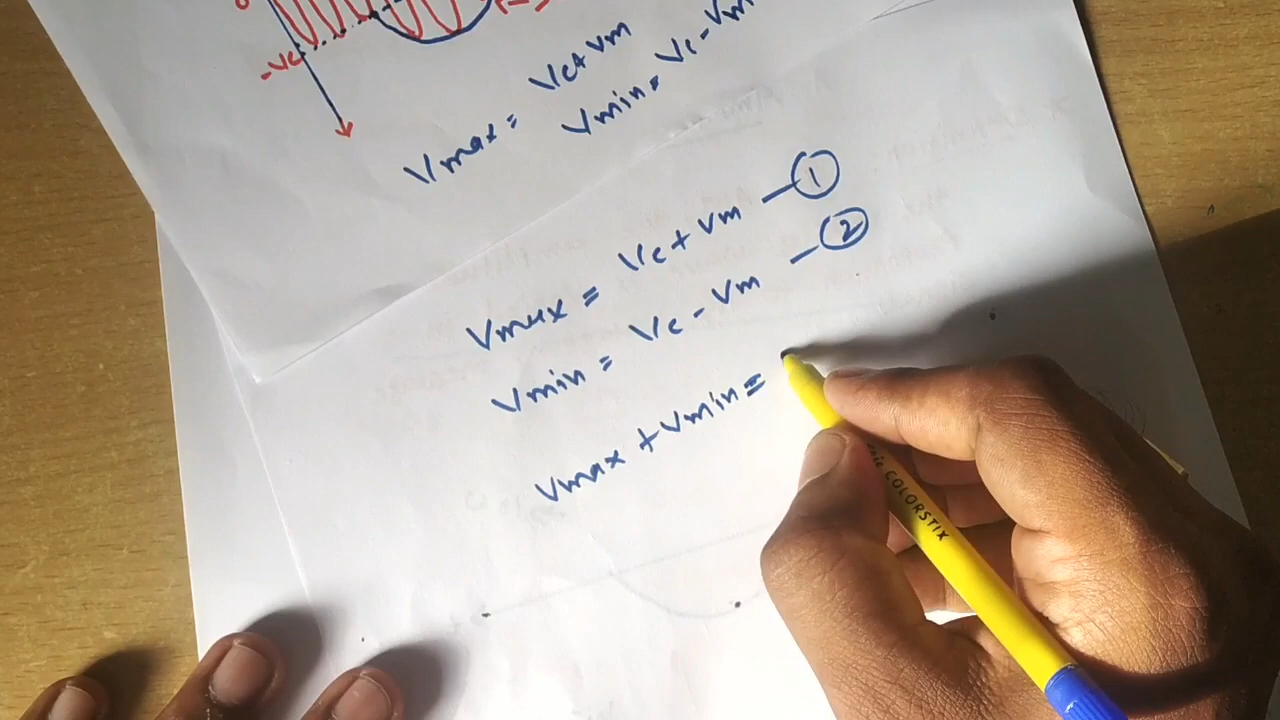 -Vc
Vmax = Vc+Vm
Vmin = Vc-Vm
Vmax = Vc + Vm — 1
Vmin = Vc - Vm — 2
Vmax + Vmin =
COLORSTIX